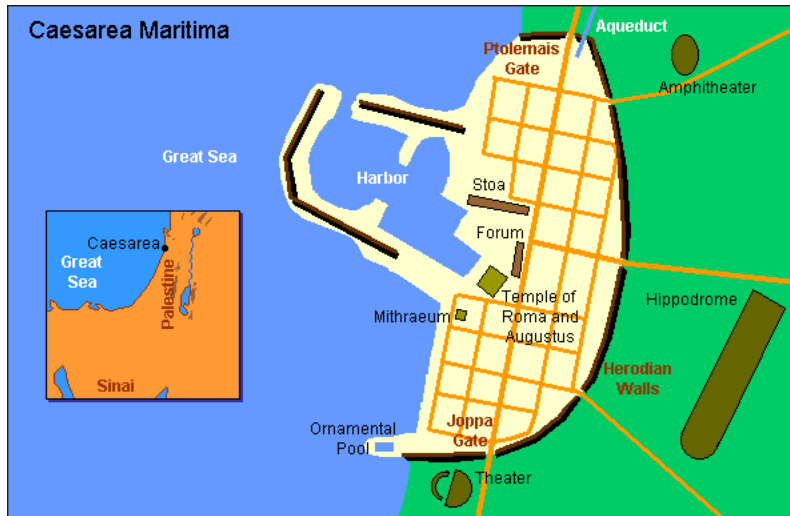 Caesarea Maritima
Aqueduct
Ptolemais
Gate
Amphitheater
Great Sea
Harbor
Stoa
Forum
Caesarea
Great
Sea
Palestine
Sinai
Temple of
Roma and
Augustus
Mithraeum
Hippodrome
Herodian
Walls
Joppa
Gate
Ornamental
Pool
Theater